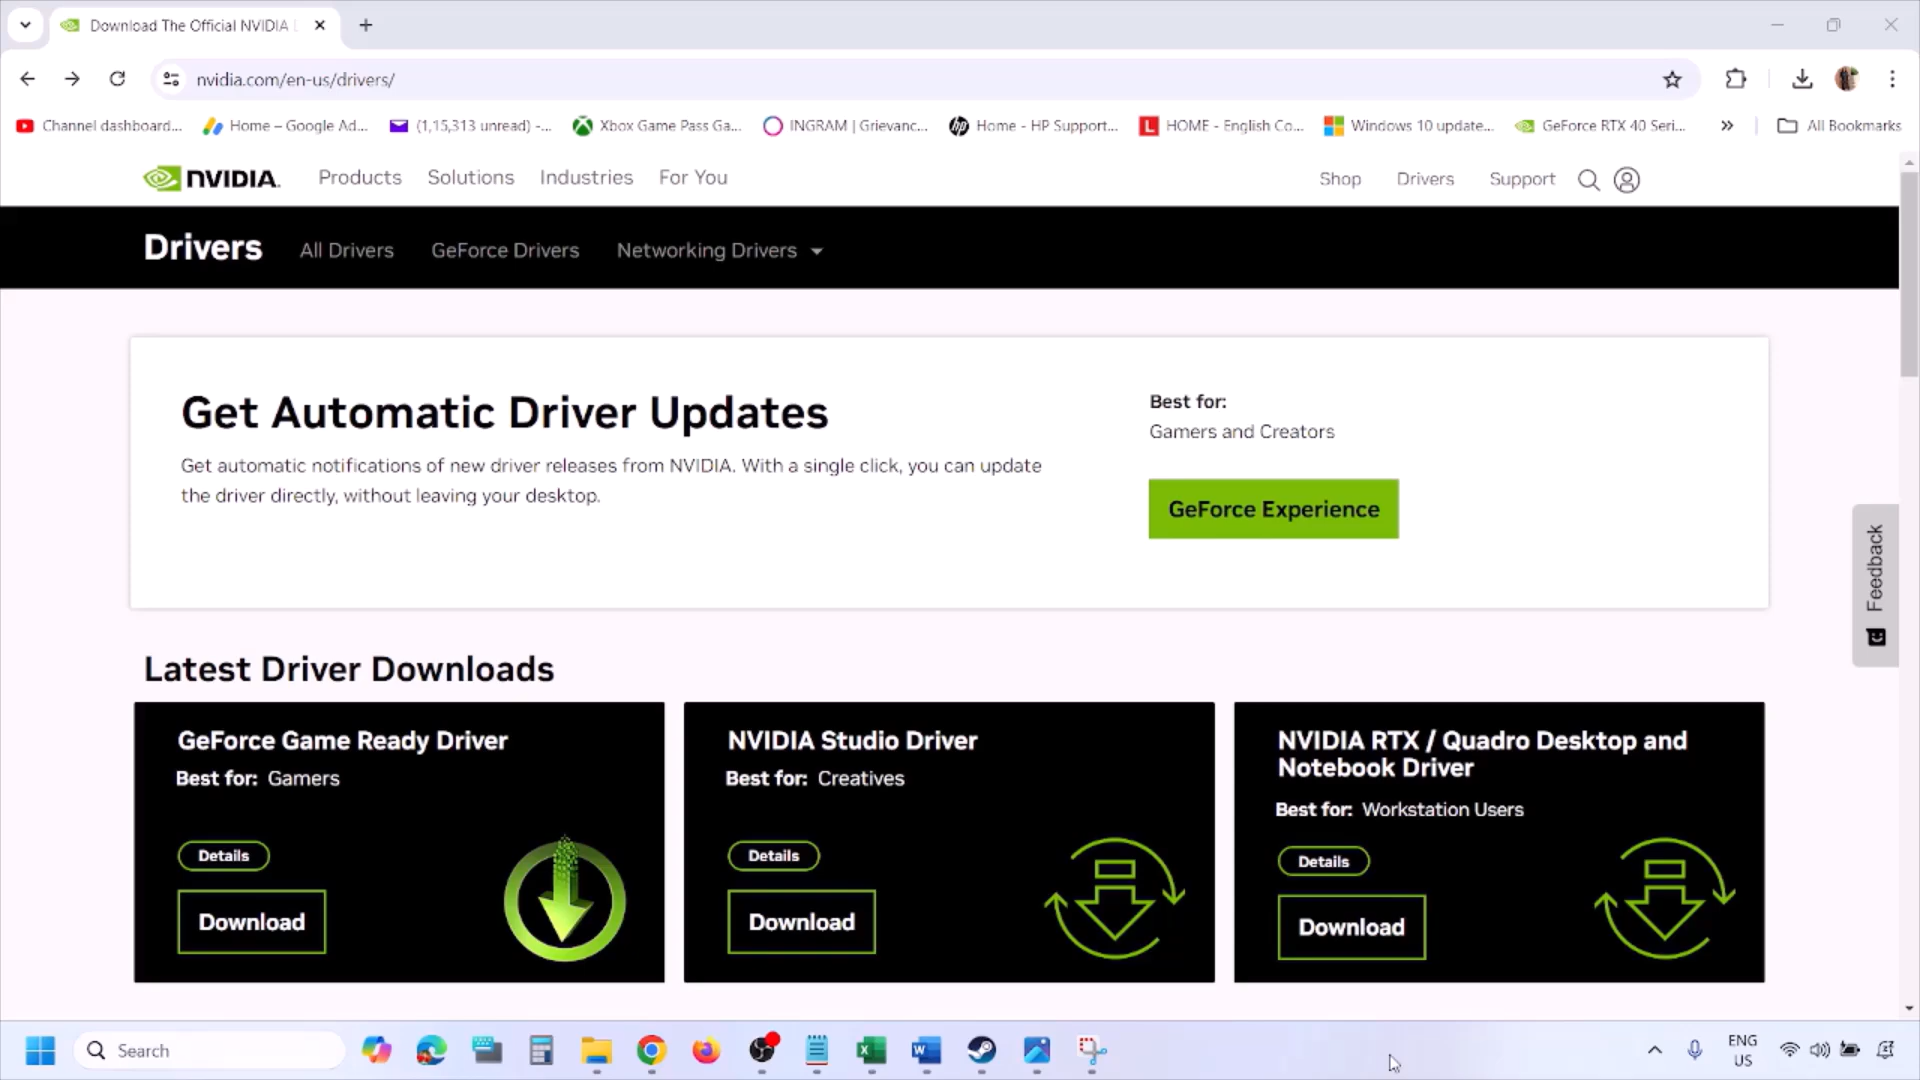 Download The Official NVIDIA
nvidia.com/en-us/drivers/
Channel dashboard...
Home – Google Ad...
(1,15,313 unread) -...
Xbox Game Pass Ga...
INGRAM | Grievanc...
Home - HP Support...
HOME - English Co...
Windows 10 update...
GeForce RTX 40 Seri...
All Bookmarks
NVIDIA.
Products
Solutions
Industries
For You
Shop
Drivers
Support
Drivers
All Drivers
GeForce Drivers
Networking Drivers
Get Automatic Driver Updates
Get automatic notifications of new driver releases from NVIDIA. With a single click, you can update
the driver directly, without leaving your desktop.
Best for:
Gamers and Creators
GeForce Experience
Feedback
Latest Driver Downloads
GeForce Game Ready Driver
Best for: Gamers
Details
Download
NVIDIA Studio Driver
Best for: Creatives
Details
Download
NVIDIA RTX / Quadro Desktop and
Notebook Driver
Best for: Workstation Users
Details
Download
Search
ENG
US